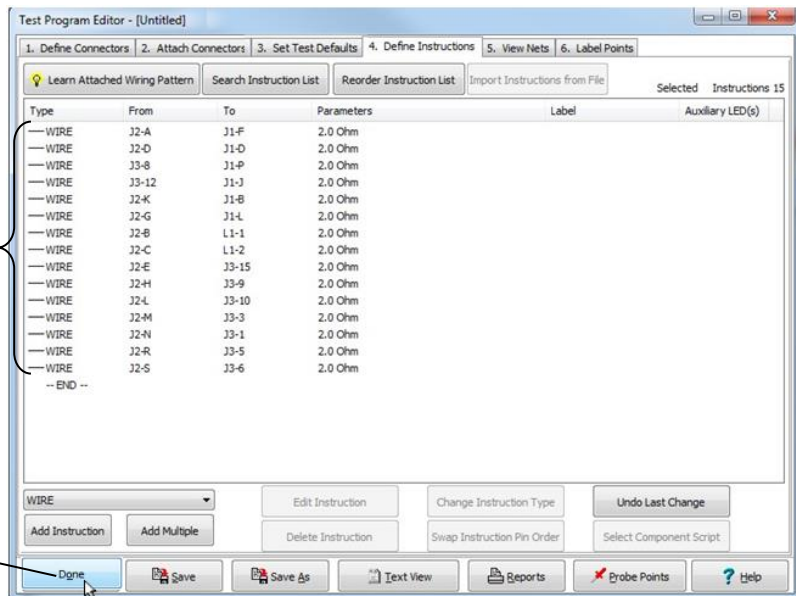 Test Program Editor - [Untitled]
1. Define Connectors 2. Attach Connectors 3. Set Test Defaults 4. Define Instructions 5. View Nets 6. Label Points
Learn Attached Wiring Pattern Search Instruction List Reorder Instruction List Import Instructions from File Selected Instructions 15
Type From To Parameters Label Auxiliary LED(s)
WIRE J2-A J1-F 2.0 Ohm
WIRE J2-D J1-D 2.0 Ohm
WIRE J3-8 J1-P 2.0 Ohm
WIRE J3-12 J1-J 2.0 Ohm
WIRE J2-K J1-B 2.0 Ohm
WIRE J2-G J1-L 2.0 Ohm
WIRE J2-B L1-1 2.0 Ohm
WIRE J2-C L1-2 2.0 Ohm
WIRE J2-E J3-15 2.0 Ohm
WIRE J2-H J3-9 2.0 Ohm
WIRE J2-L J3-10 2.0 Ohm
WIRE J2-M J3-3 2.0 Ohm
WIRE J2-N J3-1 2.0 Ohm
WIRE J2-R J3-5 2.0 Ohm
WIRE J2-S J3-6 2.0 Ohm
-- END --
WIRE Edit Instruction Change Instruction Type Undo Last Change
Add Instruction Add Multiple Delete Instruction Swap Instruction Pin Order Select Component Script
Done Save Save As Text View Reports Probe Points Help